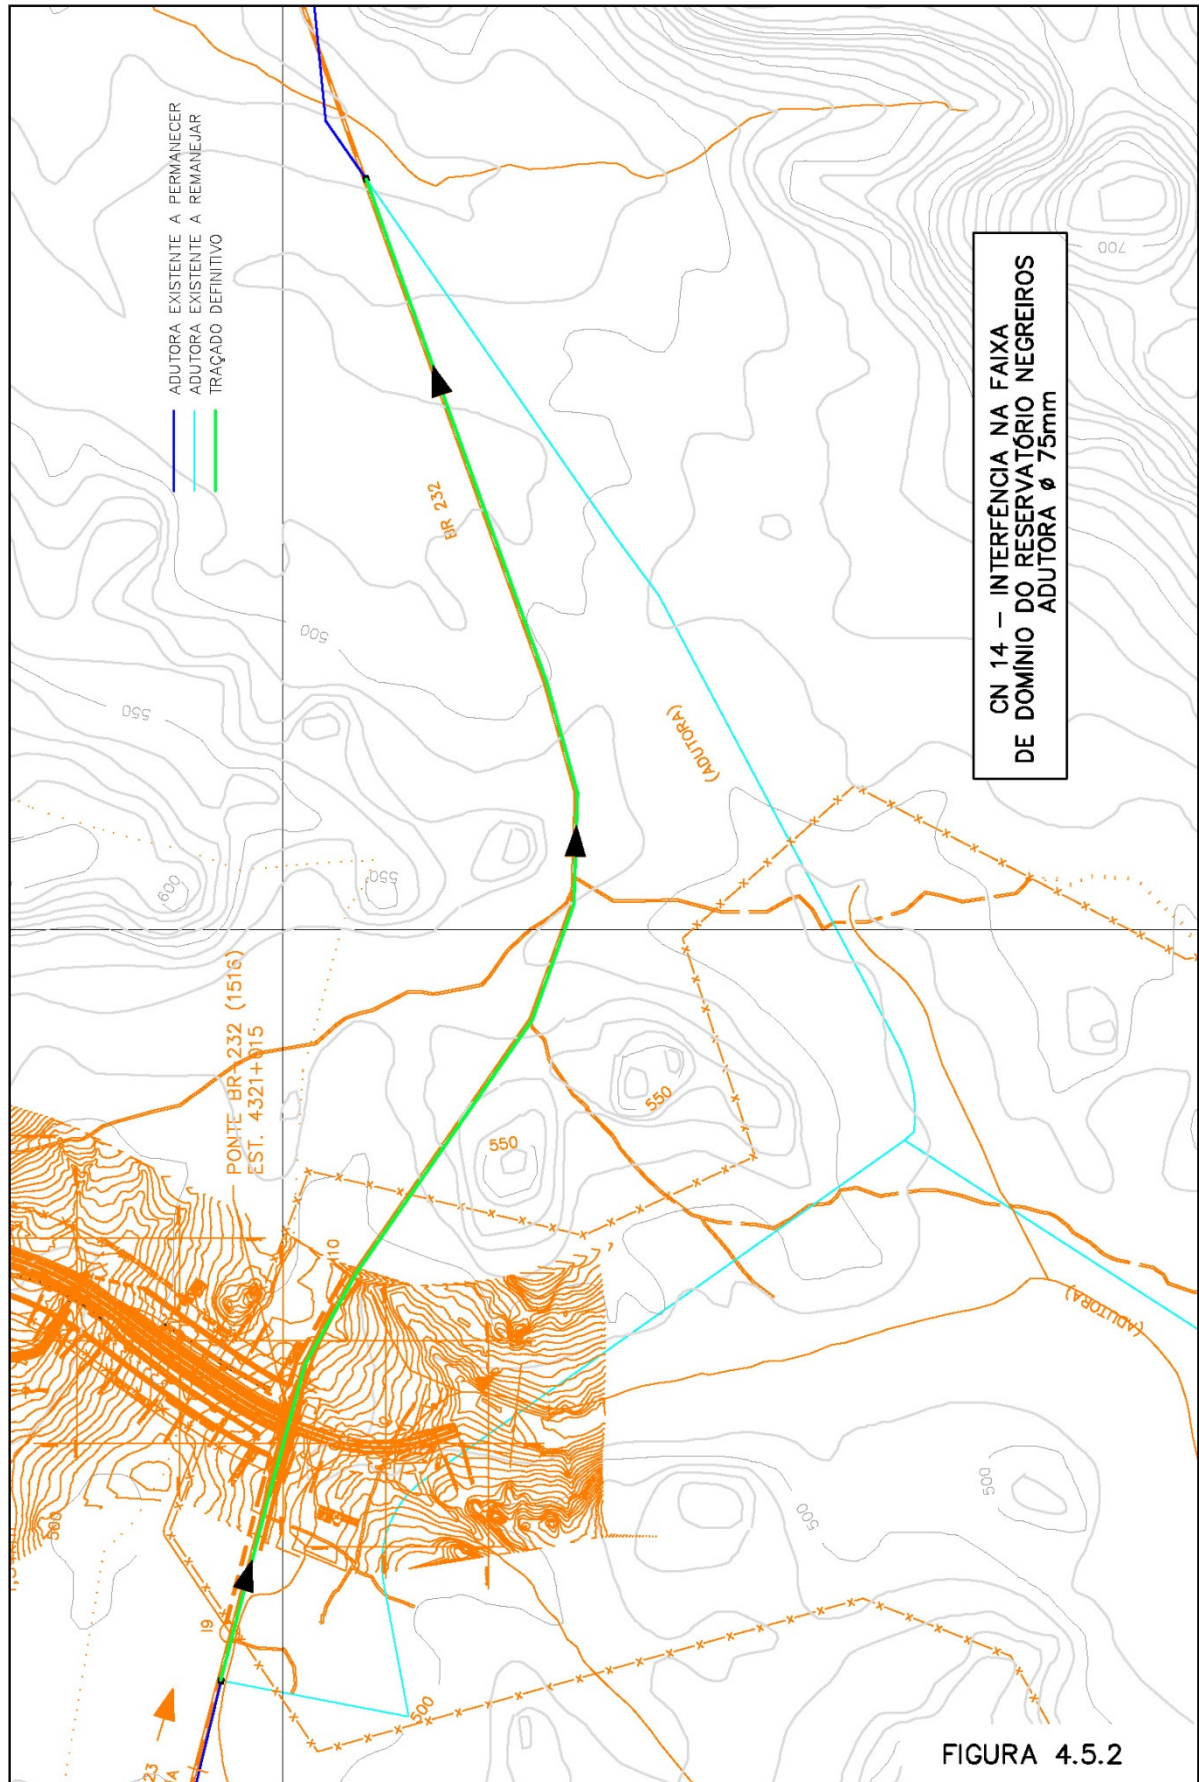 ADUTORA EXISTENTE A PERMANECER
ADUTORA EXISTENTE A REMANEJAR
TRAÇADO DEFINITIVO
700
CN 14 – INTERFÊNCIA NA FAIXA
DE DOMÍNIO DO RESERVATÓRIO NEGREIROS
ADUTORA ø 75mm
BR 232
500
550
(ADUTORA)
600
550
PONTE BR-232 (1516)
EST. 4321+015
550
550
110
(ADUTORA)
500
500
500
500
19
23
A
FIGURA 4.5.2